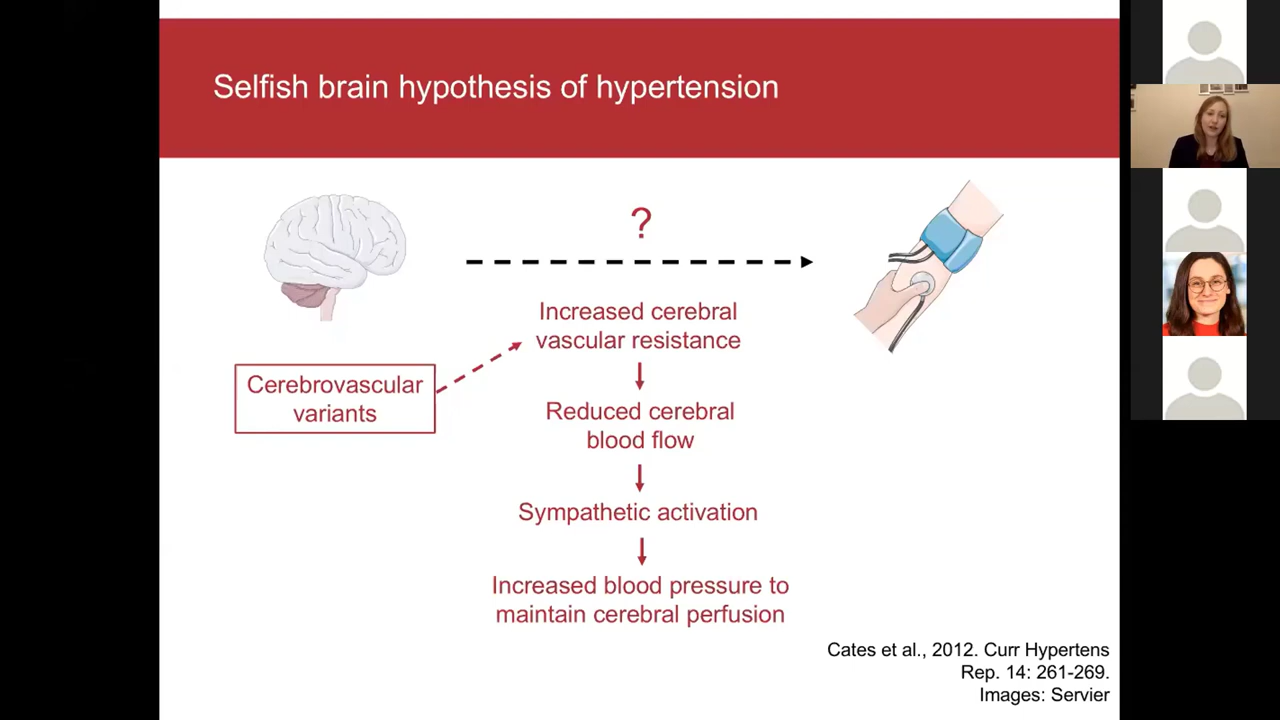 Selfish brain hypothesis of hypertension
?
Increased cerebral
vascular resistance
Cerebrovascular
variants
Reduced cerebral
blood flow
Sympathetic activation
Increased blood pressure to
maintain cerebral perfusion
Cates et al., 2012. Curr Hypertens
Rep. 14: 261-269.
Images: Servier